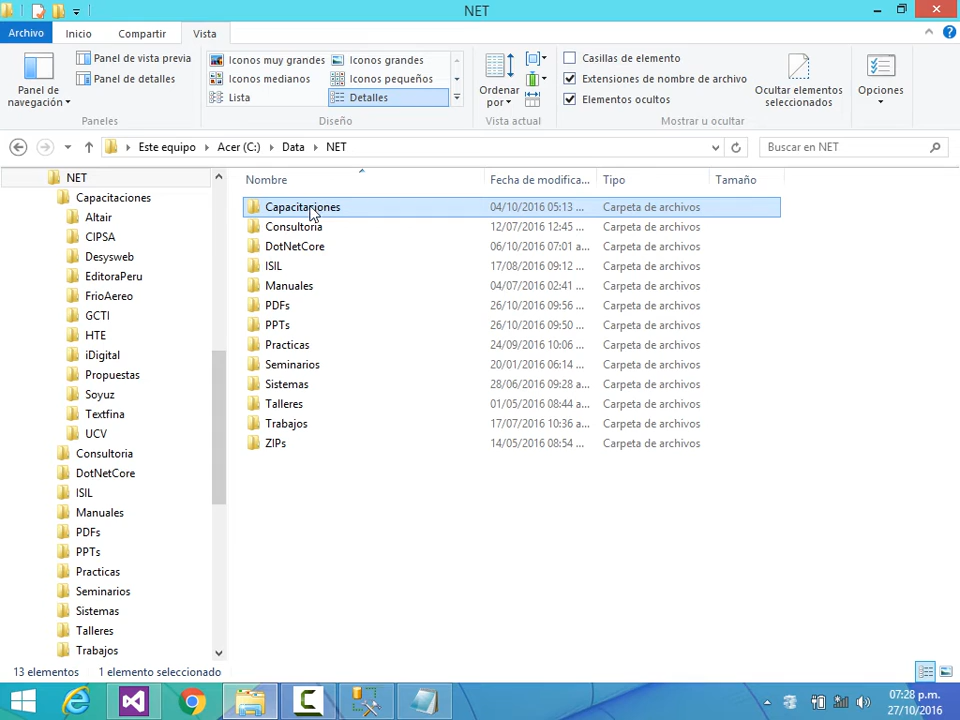 NET
Archivo Inicio Compartir Vista
Panel de navegación
Panel de vista previa
Panel de detalles
Paneles
Iconos muy grandes Iconos grandes
Iconos medianos Iconos pequeños
Lista Detalles
Diseño
Ordenar por
Vista actual
Casillas de elemento
Extensiones de nombre de archivo
Elementos ocultos
Ocultar elementos seleccionados
Mostrar u ocultar
Opciones
Este equipo Acer (C:) Data NET
Buscar en NET
NET
Capacitaciones
Altair
CIPSA
Desysweb
EditoraPeru
FrioAereo
GCTI
HTE
iDigital
Propuestas
Soyuz
Textfina
UCV
Consultoria
DotNetCore
ISIL
Manuales
PDFs
PPTs
Practicas
Seminarios
Sistemas
Talleres
Trabajos
Nombre Fecha de modifica... Tipo Tamaño
Capacitaciones 04/10/2016 05:13 ... Carpeta de archivos
Consultoria 12/07/2016 12:45 ... Carpeta de archivos
DotNetCore 06/10/2016 07:01 a... Carpeta de archivos
ISIL 17/08/2016 09:12 ... Carpeta de archivos
Manuales 04/07/2016 02:41 ... Carpeta de archivos
PDFs 26/10/2016 09:56 ... Carpeta de archivos
PPTs 26/10/2016 09:50 ... Carpeta de archivos
Practicas 24/09/2016 10:06 ... Carpeta de archivos
Seminarios 20/01/2016 06:14 ... Carpeta de archivos
Sistemas 28/06/2016 09:28 a... Carpeta de archivos
Talleres 01/05/2016 08:44 a... Carpeta de archivos
Trabajos 17/07/2016 10:36 a... Carpeta de archivos
ZIPs 14/05/2016 08:54 ... Carpeta de archivos
13 elementos 1 elemento seleccionado
07:28 p.m.
27/10/2016